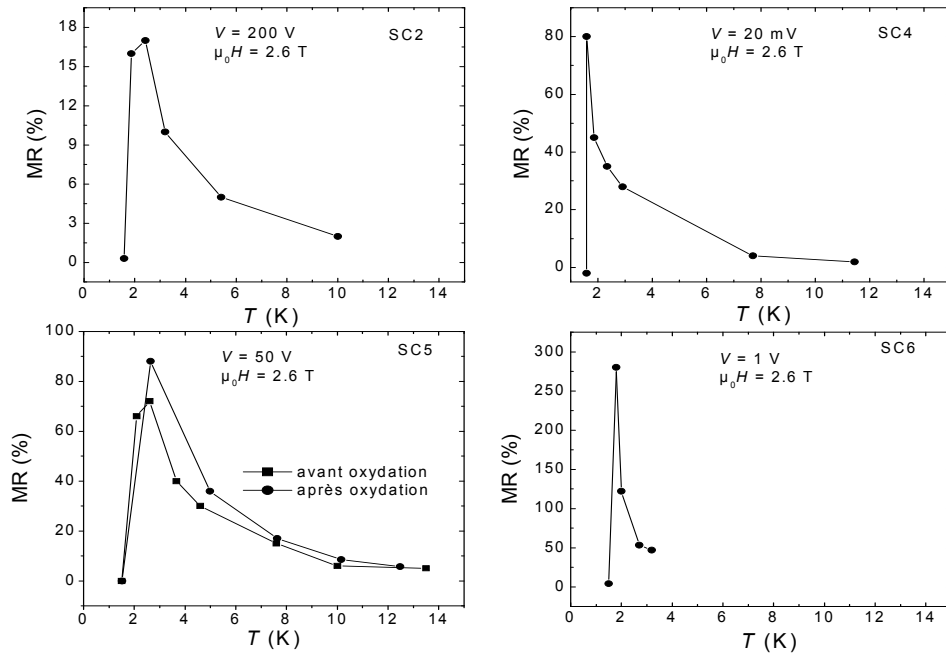 V = 200 V
SC2
μ₀H = 2.6 T
MR (%)
18
15
12
9
6
3
0
0 2 4 6 8 10 12 14
T (K)
V = 20 mV
SC4
μ₀H = 2.6 T
MR (%)
80
60
40
20
0
2 4 6 8 10 12 14
T (K)
V = 50 V
SC5
μ₀H = 2.6 T
MR (%)
100
80
60
40
20
0
avant oxydation
après oxydation
0 2 4 6 8 10 12 14
T (K)
V = 1 V
SC6
μ₀H = 2.6 T
MR (%)
300
250
200
150
100
50
0
0 2 4 6 8 10 12 14
T (K)